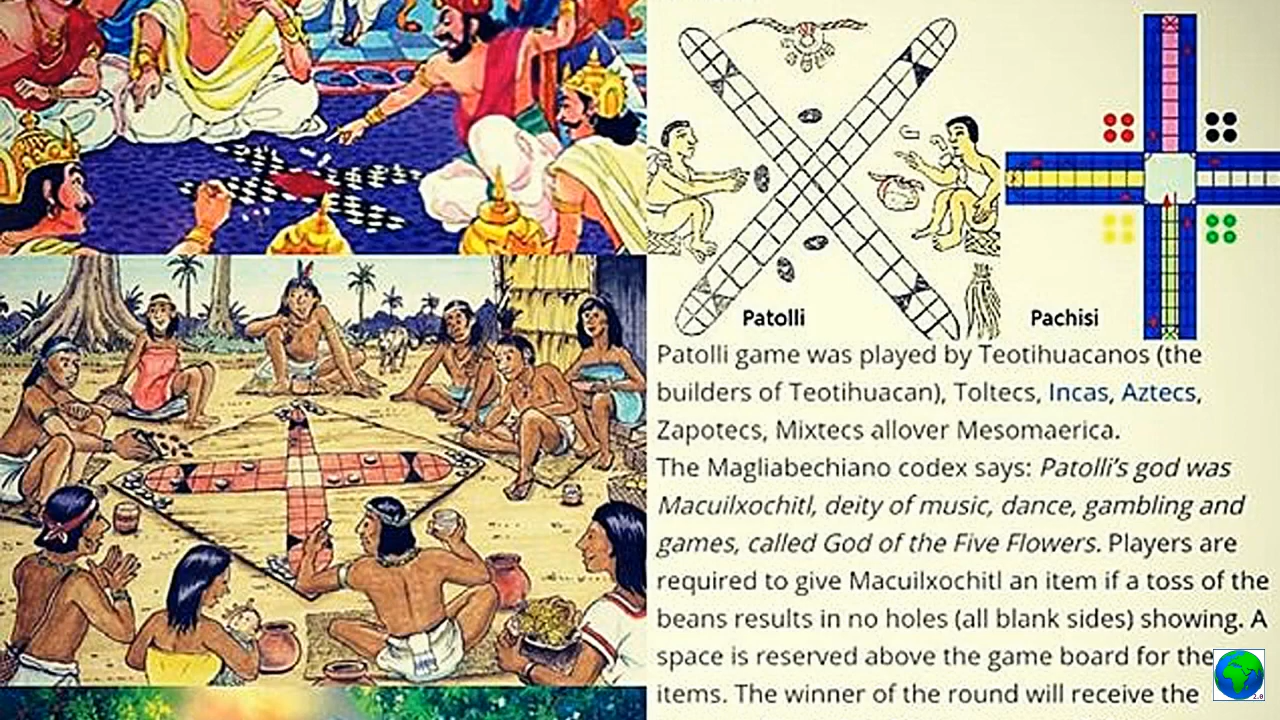 Patolli
Pachisi
Patolli game was played by Teotihuacanos (the
builders of Teotihuacan), Toltecs, Incas, Aztecs,
Zapotecs, Mixtecs allover Mesomaerica.
The Magliabechiano codex says: Patolli's god was
Macuilxochitl, deity of music, dance, gambling and
games, called God of the Five Flowers. Players are
required to give Macuilxochitl an item if a toss of the
beans results in no holes (all blank sides) showing. A
space is reserved above the game board for the
items. The winner of the round will receive the
2.0